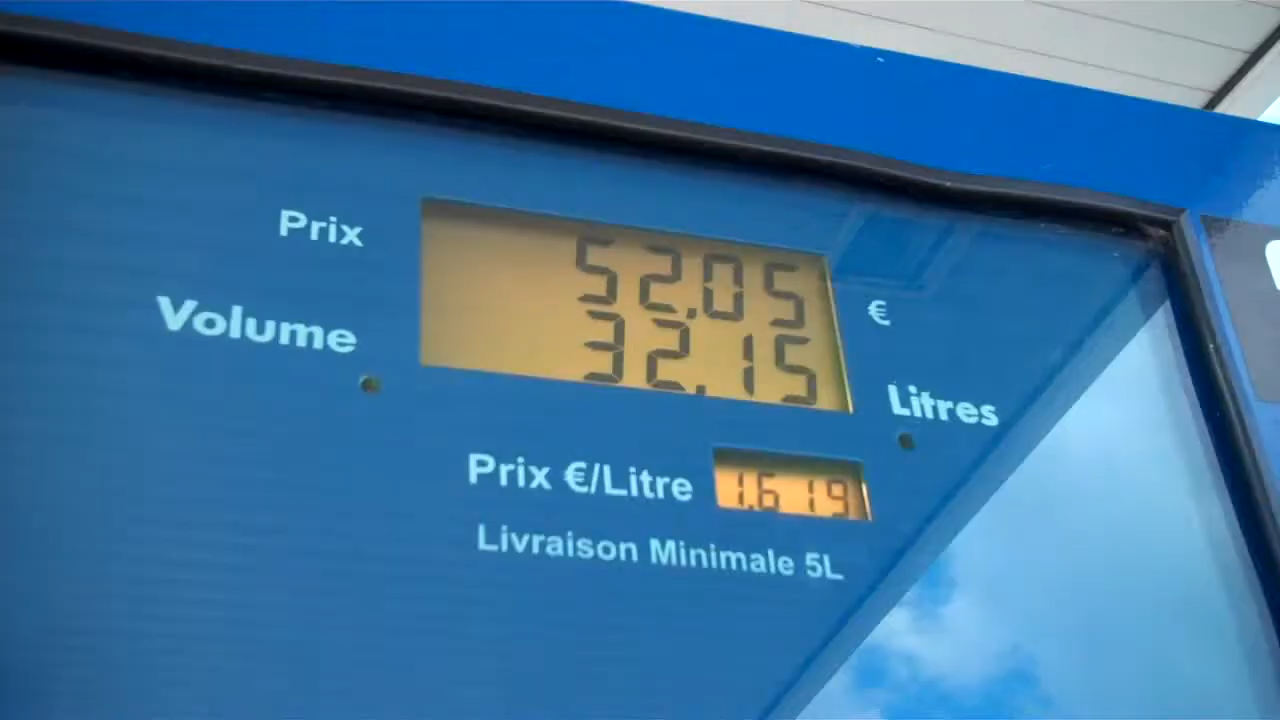 Prix 52.05 €
Volume 32.15 Litres
Prix €/Litre 1.619
Livraison Minimale 5L